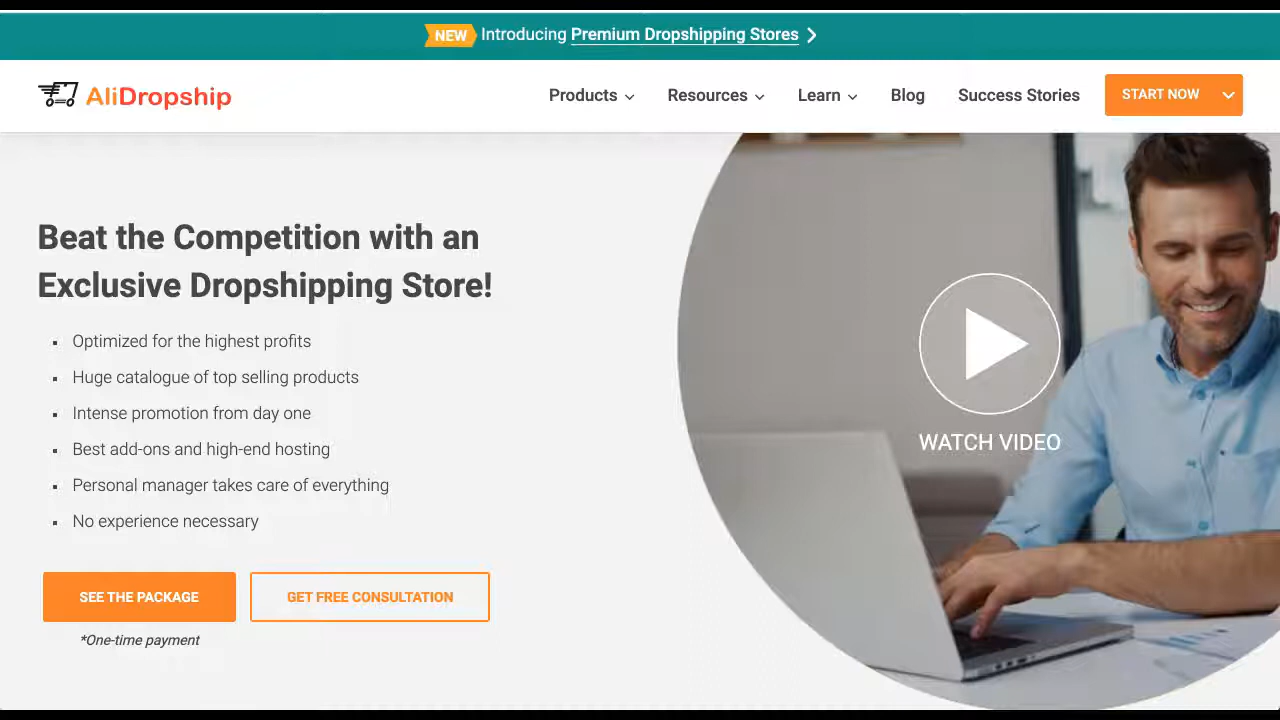 NEW Introducing Premium Dropshipping Stores
AliDropship
Products
Resources
Learn
Blog
Success Stories
START NOW
Beat the Competition with an
Exclusive Dropshipping Store!
Optimized for the highest profits
Huge catalogue of top selling products
Intense promotion from day one
Best add-ons and high-end hosting
Personal manager takes care of everything
No experience necessary
SEE THE PACKAGE
GET FREE CONSULTATION
*One-time payment
WATCH VIDEO